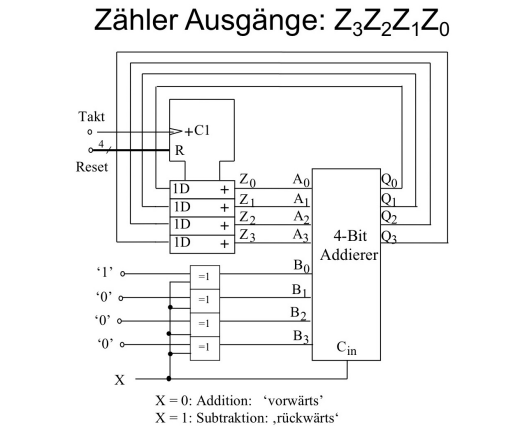 Zähler Ausgänge: Z₃Z₂Z₁Z₀
Takt
+C1
4
R
Reset
1D + Z₀ A₀ Q₀
1D + Z₁ A₁ Q₁
1D + Z₂ A₂ Q₂
1D + Z₃ A₃ Q₃
4-Bit
Addierer
‘1’ =1 B₀
‘0’ =1 B₁
‘0’ =1 B₂
‘0’ =1 B₃
Cin
X
X = 0: Addition: ‘vorwärts’
X = 1: Subtraktion: ‚rückwärts‘